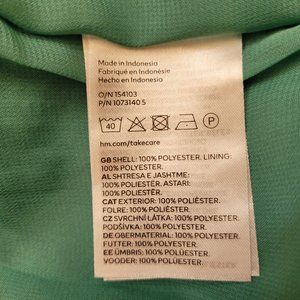 Made in Indonesia
Fabriqué en Indonésie
Hecho en Indonesia
O/N 154103
P/N 1073140 5
40
P
hm.com/takecare
GB SHELL: 100% POLYESTER. LINING:
100% POLYESTER.
AL SHTRESA E JASHTME:
100% POLIESTER. ASTARI:
100% POLIESTER.
CAT EXTERIOR: 100% POLIÈSTER.
FOLRE: 100% POLIÈSTER.
CZ SVRCHNÍ LÁTKA: 100% POLYESTER.
PODŠÍVKA: 100% POLYESTER.
DE OBERMATERIAL: 100% POLYESTER.
FUTTER: 100% POLYESTER.
EE ÜMBRIS: 100% POLÜESTER.
VOODER: 100% POLÜESTER.